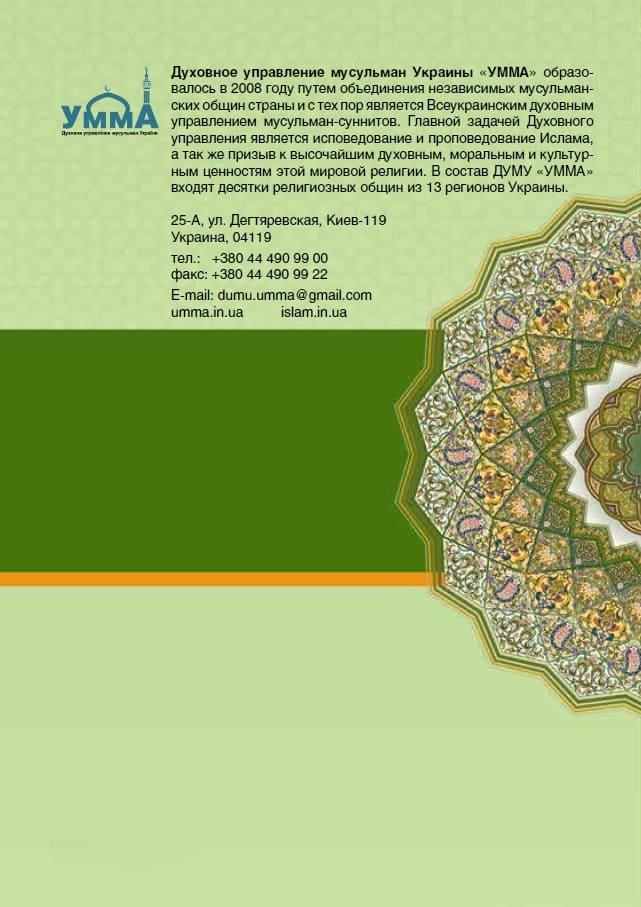 УММА
Духовне управління мусульман України
Духовное управление мусульман Украины «УММА» образо-
валось в 2008 году путем объединения независимых мусульман-
ских общин страны и с тех пор является Всеукраинским духовным
управлением мусульман-суннитов. Главной задачей Духовного
управления является исповедование и проповедование Ислама,
а так же призыв к высочайшим духовным, моральным и культур-
ным ценностям этой мировой религии. В состав ДУМУ «УММА»
входят десятки религиозных общин из 13 регионов Украины.
25-А, ул. Дегтяревская, Киев-119
Украина, 04119
тел.: +380 44 490 99 00
факс: +380 44 490 99 22
E-mail: dumu.umma@gmail.com
umma.in.ua islam.in.ua